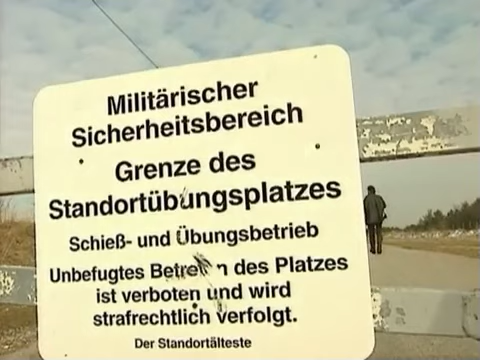 Militärischer
Sicherheitsbereich
Grenze des
Standortübungsplatzes
Schieß- und Übungsbetrieb
Unbefugtes Betreten des Platzes
ist verboten und wird
strafrechtlich verfolgt.
Der Standortälteste